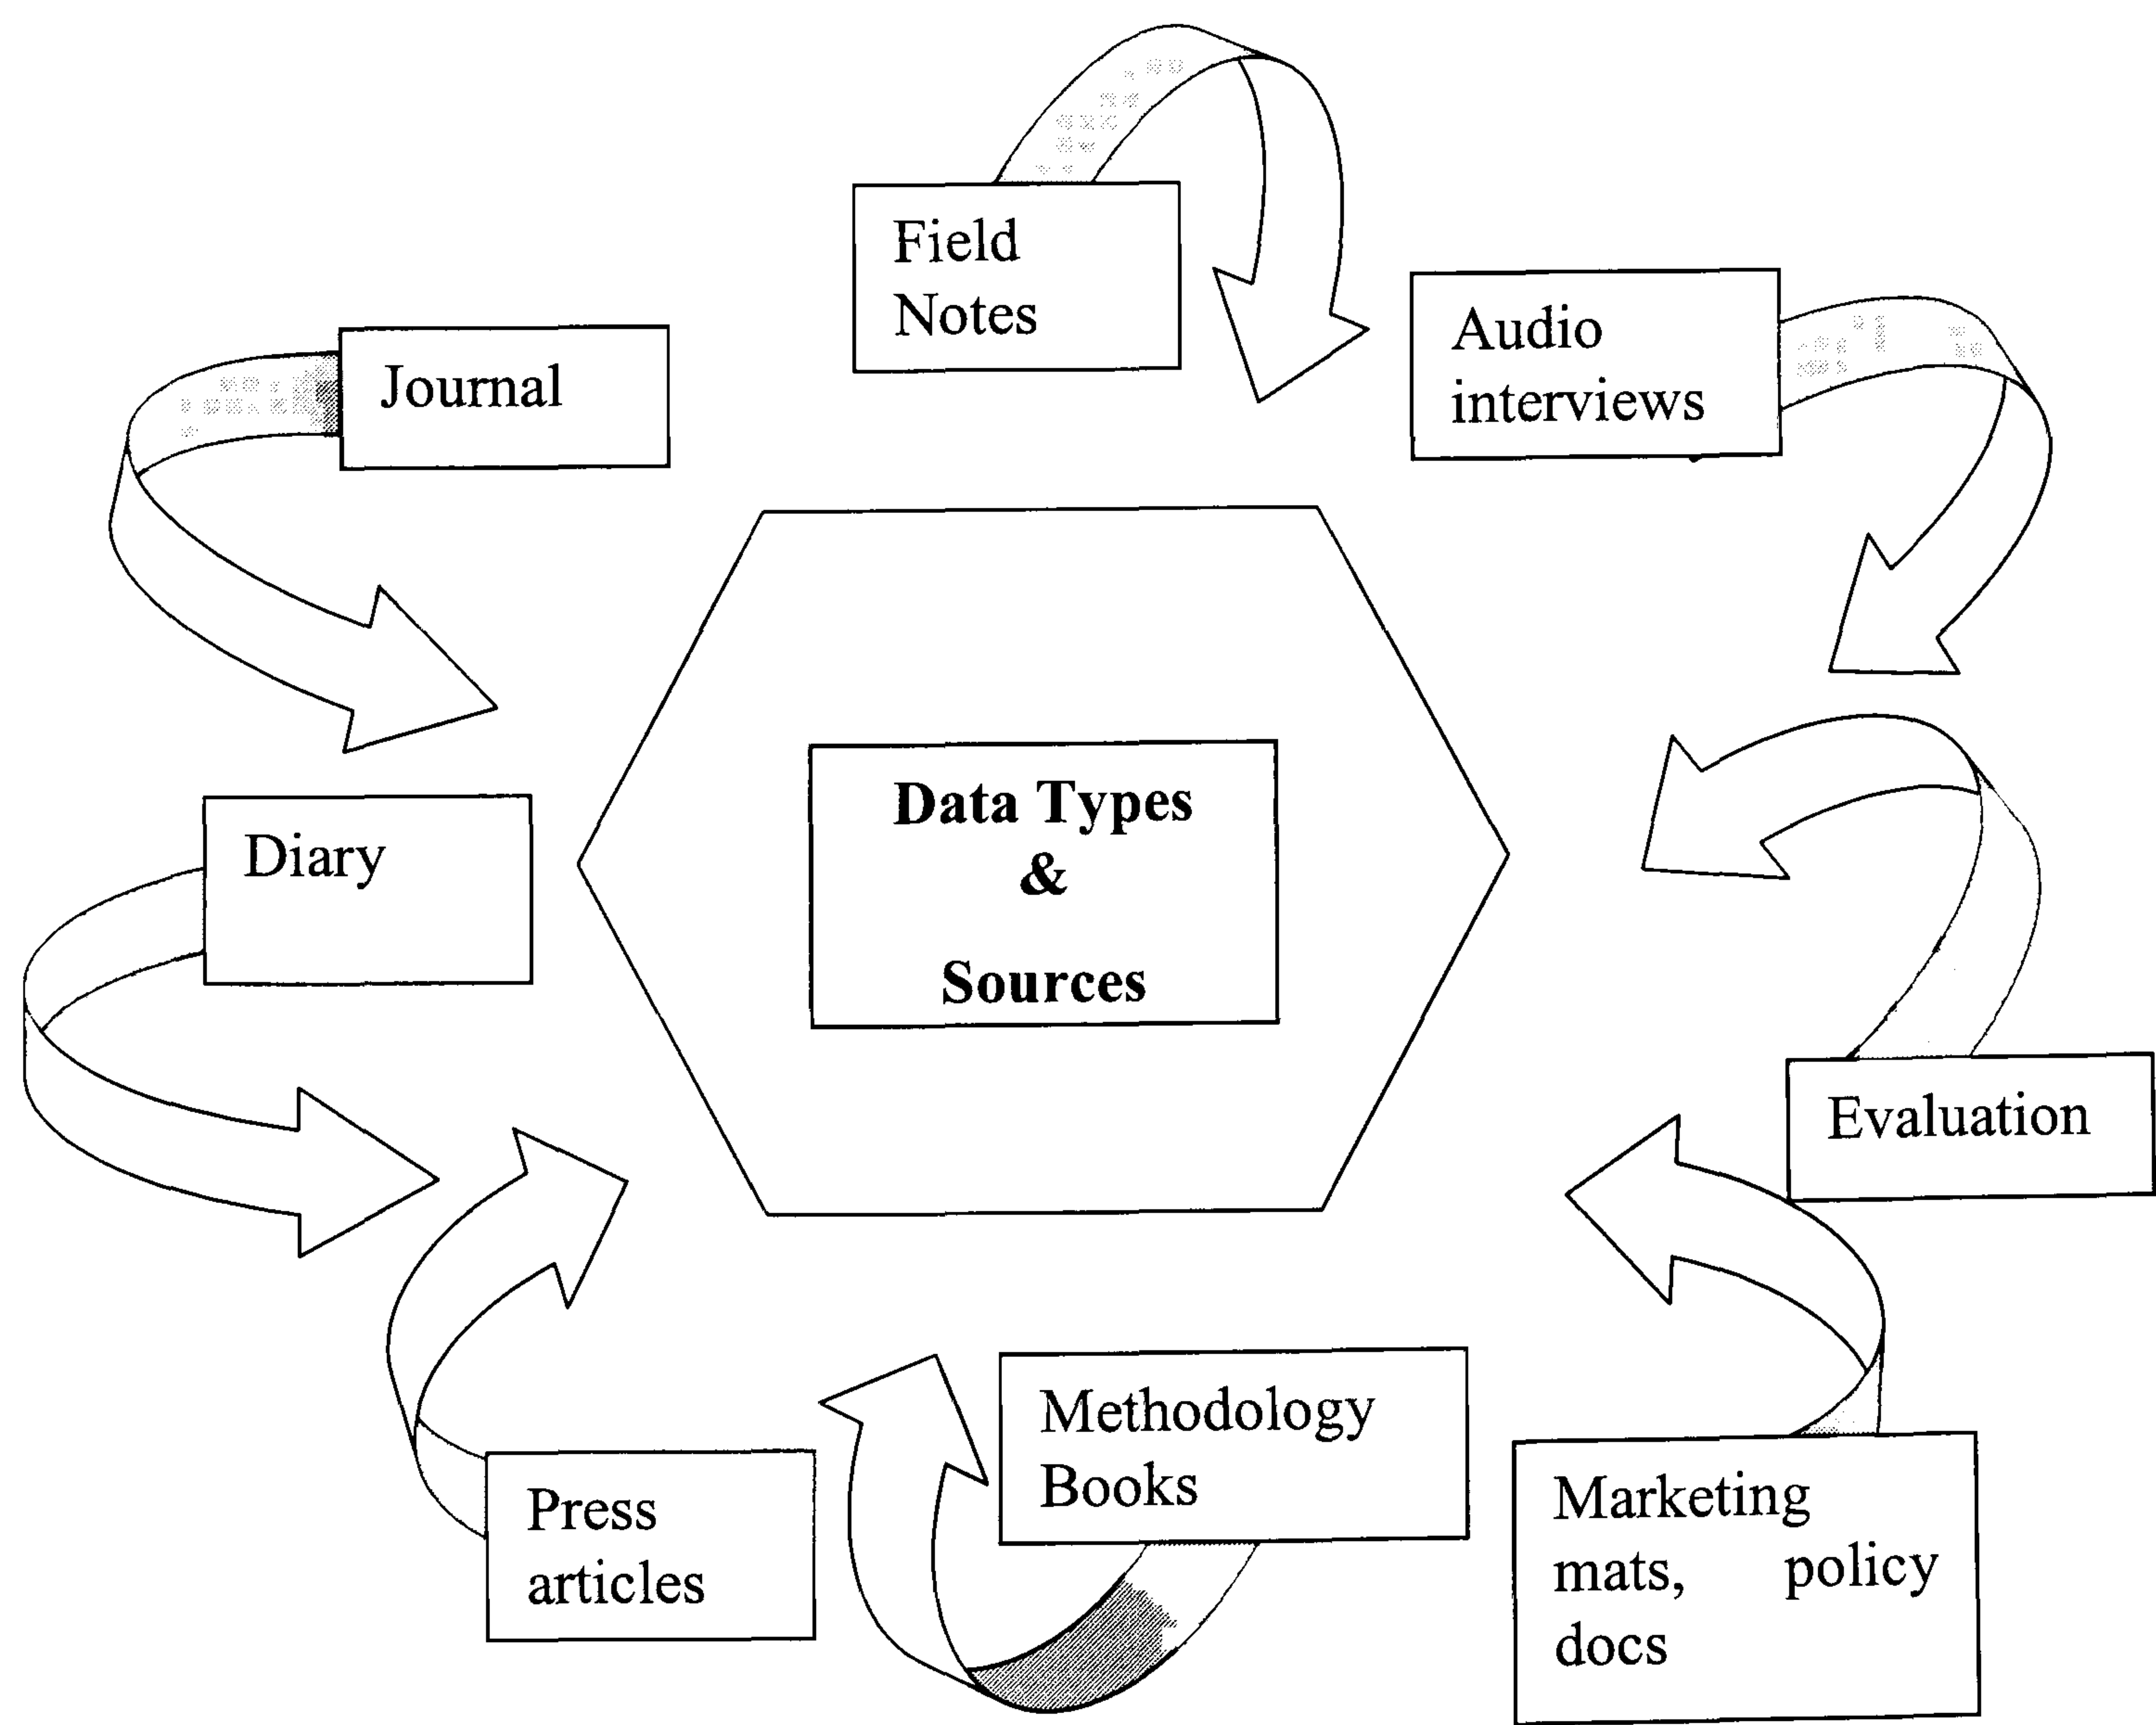 Field
Notes
Audio
interviews
Journal
Data Types
&
Sources
Diary
Evaluation
Methodology
Books
Marketing
mats, policy
docs
Press
articles